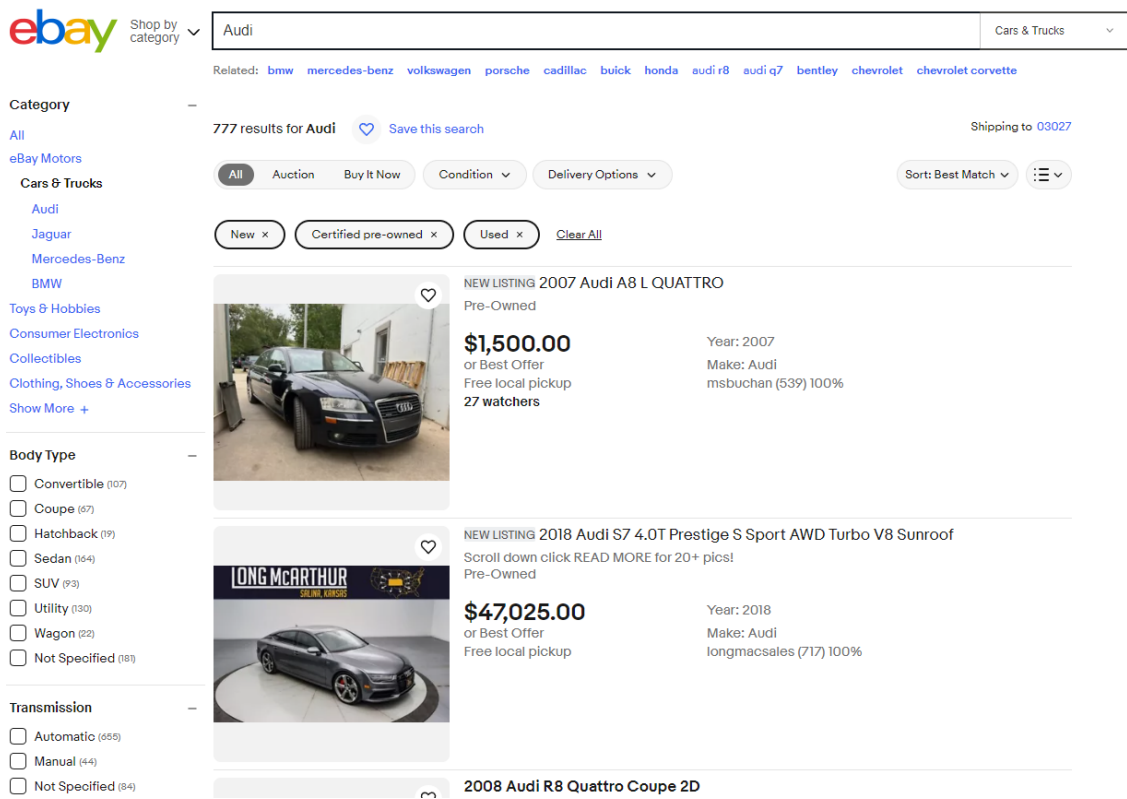 ebay
Shop by
category
Audi
Cars & Trucks
Related: bmw mercedes-benz volkswagen porsche cadillac buick honda audi r8 audi q7 bentley chevrolet chevrolet corvette
Category
All
eBay Motors
Cars & Trucks
Audi
Jaguar
Mercedes-Benz
BMW
Toys & Hobbies
Consumer Electronics
Collectibles
Clothing, Shoes & Accessories
Show More +
Body Type
Convertible (107)
Coupe (67)
Hatchback (19)
Sedan (164)
SUV (93)
Utility (130)
Wagon (22)
Not Specified (181)
Transmission
Automatic (655)
Manual (44)
Not Specified (84)
777 results for Audi
Save this search
Shipping to 03027
All
Auction
Buy It Now
Condition
Delivery Options
Sort: Best Match
New ×
Certified pre-owned ×
Used ×
Clear All
NEW LISTING 2007 Audi A8 L QUATTRO
Pre-Owned
$1,500.00
or Best Offer
Free local pickup
27 watchers
Year: 2007
Make: Audi
msbuchan (539) 100%
LONG McARTHUR
SALINA, KANSAS
NEW LISTING 2018 Audi S7 4.0T Prestige S Sport AWD Turbo V8 Sunroof
Scroll down click READ MORE for 20+ pics!
Pre-Owned
$47,025.00
or Best Offer
Free local pickup
Year: 2018
Make: Audi
longmacsales (717) 100%
2008 Audi R8 Quattro Coupe 2D